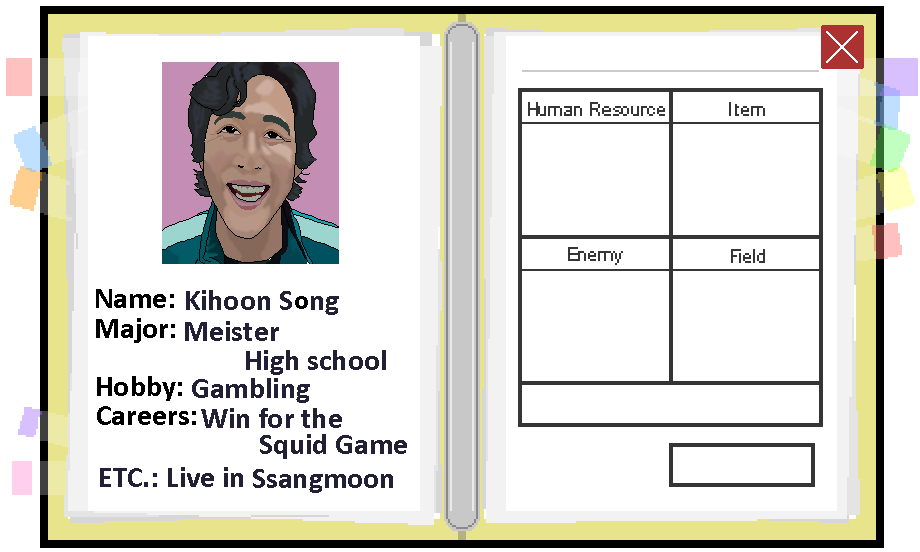 Name: Kihoon Song
Major: Meister
High school
Hobby: Gambling
Careers: Win for the
Squid Game
ETC.: Live in Ssangmoon
Human Resource
Item
Enemy
Field